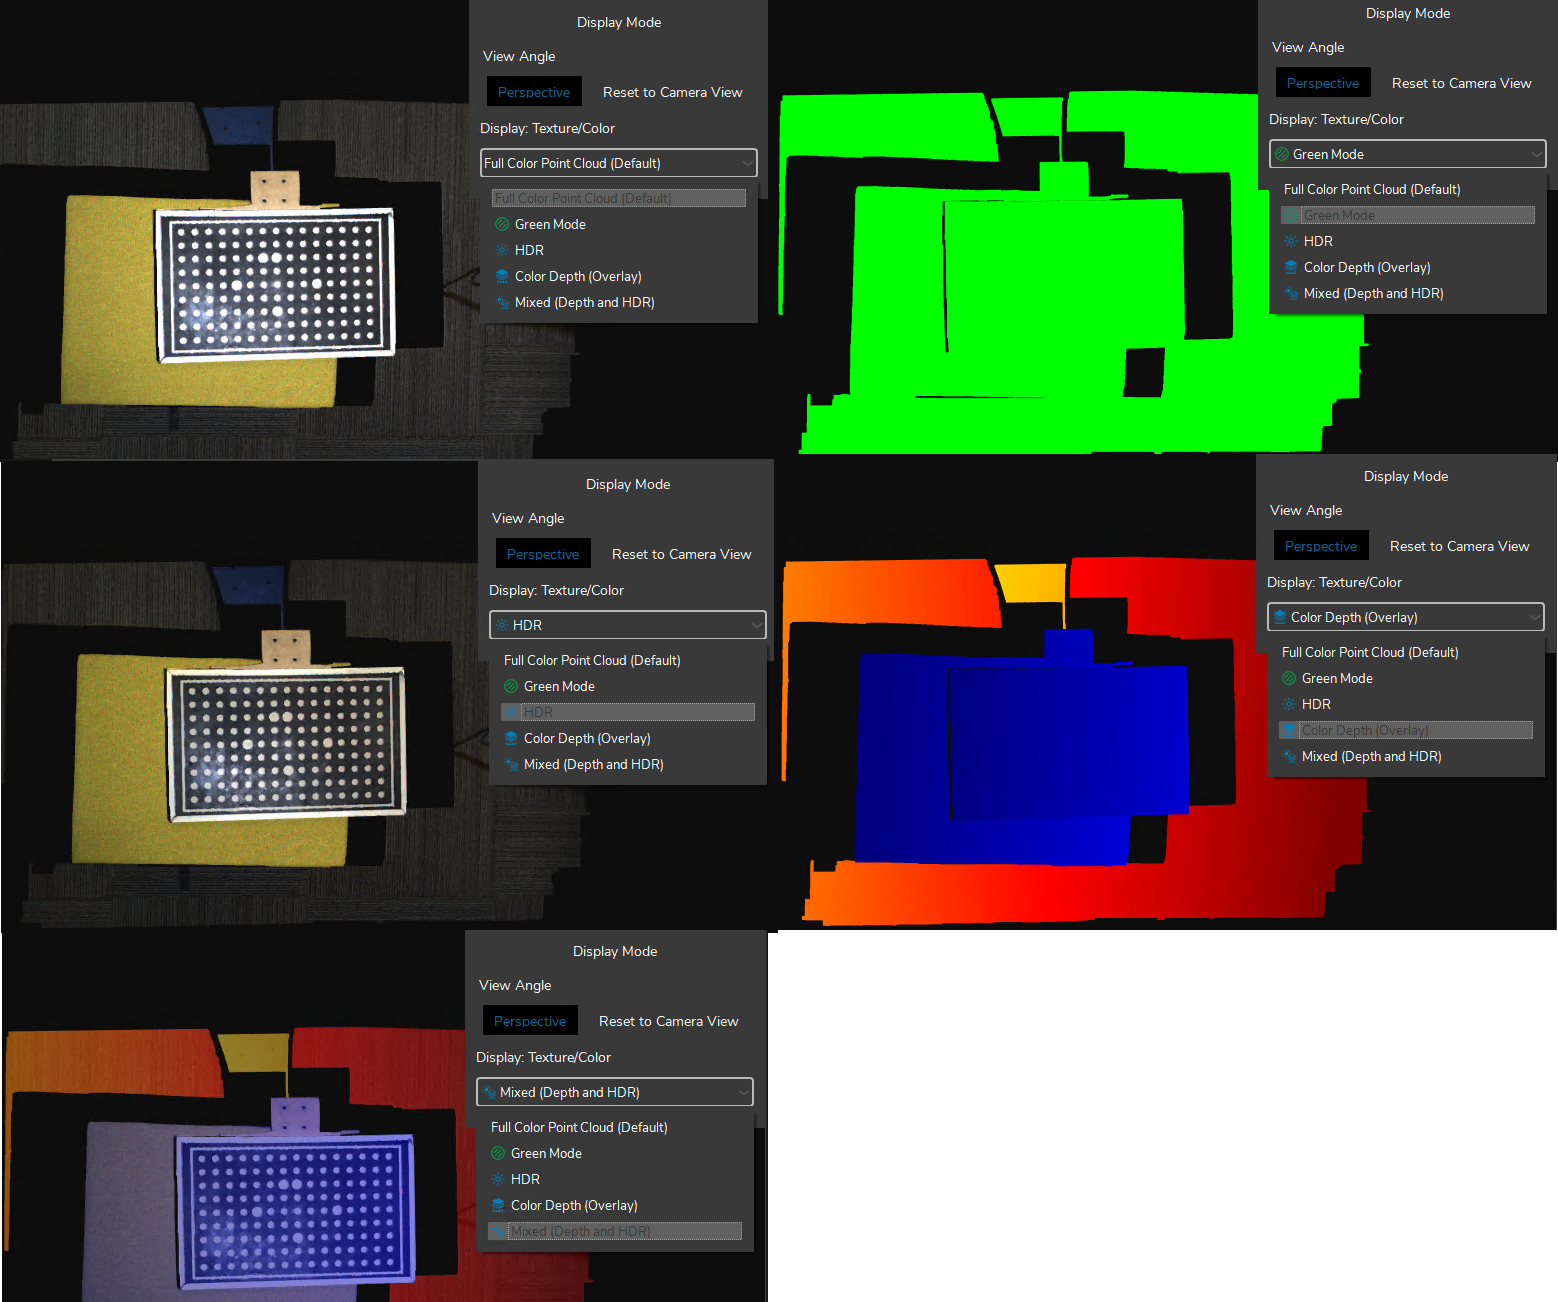 Display Mode
View Angle
Perspective Reset to Camera View
Display: Texture/Color
Full Color Point Cloud (Default)
Full Color Point Cloud (Default)
Green Mode
HDR
Color Depth (Overlay)
Mixed (Depth and HDR)
Display Mode
View Angle
Perspective Reset to Camera View
Display: Texture/Color
Green Mode
Full Color Point Cloud (Default)
Green Mode
HDR
Color Depth (Overlay)
Mixed (Depth and HDR)
Display Mode
View Angle
Perspective Reset to Camera View
Display: Texture/Color
HDR
Full Color Point Cloud (Default)
Green Mode
HDR
Color Depth (Overlay)
Mixed (Depth and HDR)
Display Mode
View Angle
Perspective Reset to Camera View
Display: Texture/Color
Color Depth (Overlay)
Full Color Point Cloud (Default)
Green Mode
HDR
Color Depth (Overlay)
Mixed (Depth and HDR)
Display Mode
View Angle
Perspective Reset to Camera View
Display: Texture/Color
Mixed (Depth and HDR)
Full Color Point Cloud (Default)
Green Mode
HDR
Color Depth (Overlay)
Mixed (Depth and HDR)